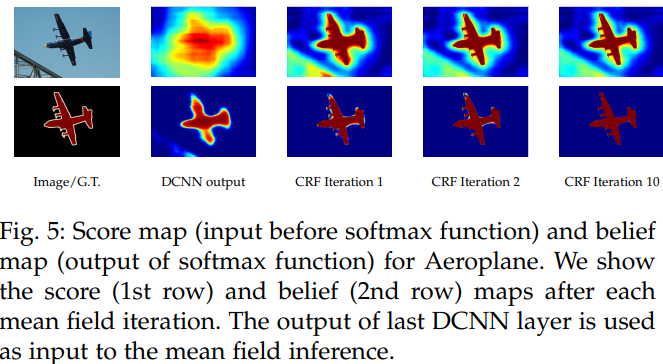 Image/G.T.
DCNN output
CRF Iteration 1
CRF Iteration 2
CRF Iteration 10
Fig. 5: Score map (input before softmax function) and belief
map (output of softmax function) for Aeroplane. We show
the score (1st row) and belief (2nd row) maps after each
mean field iteration. The output of last DCNN layer is used
as input to the mean field inference.